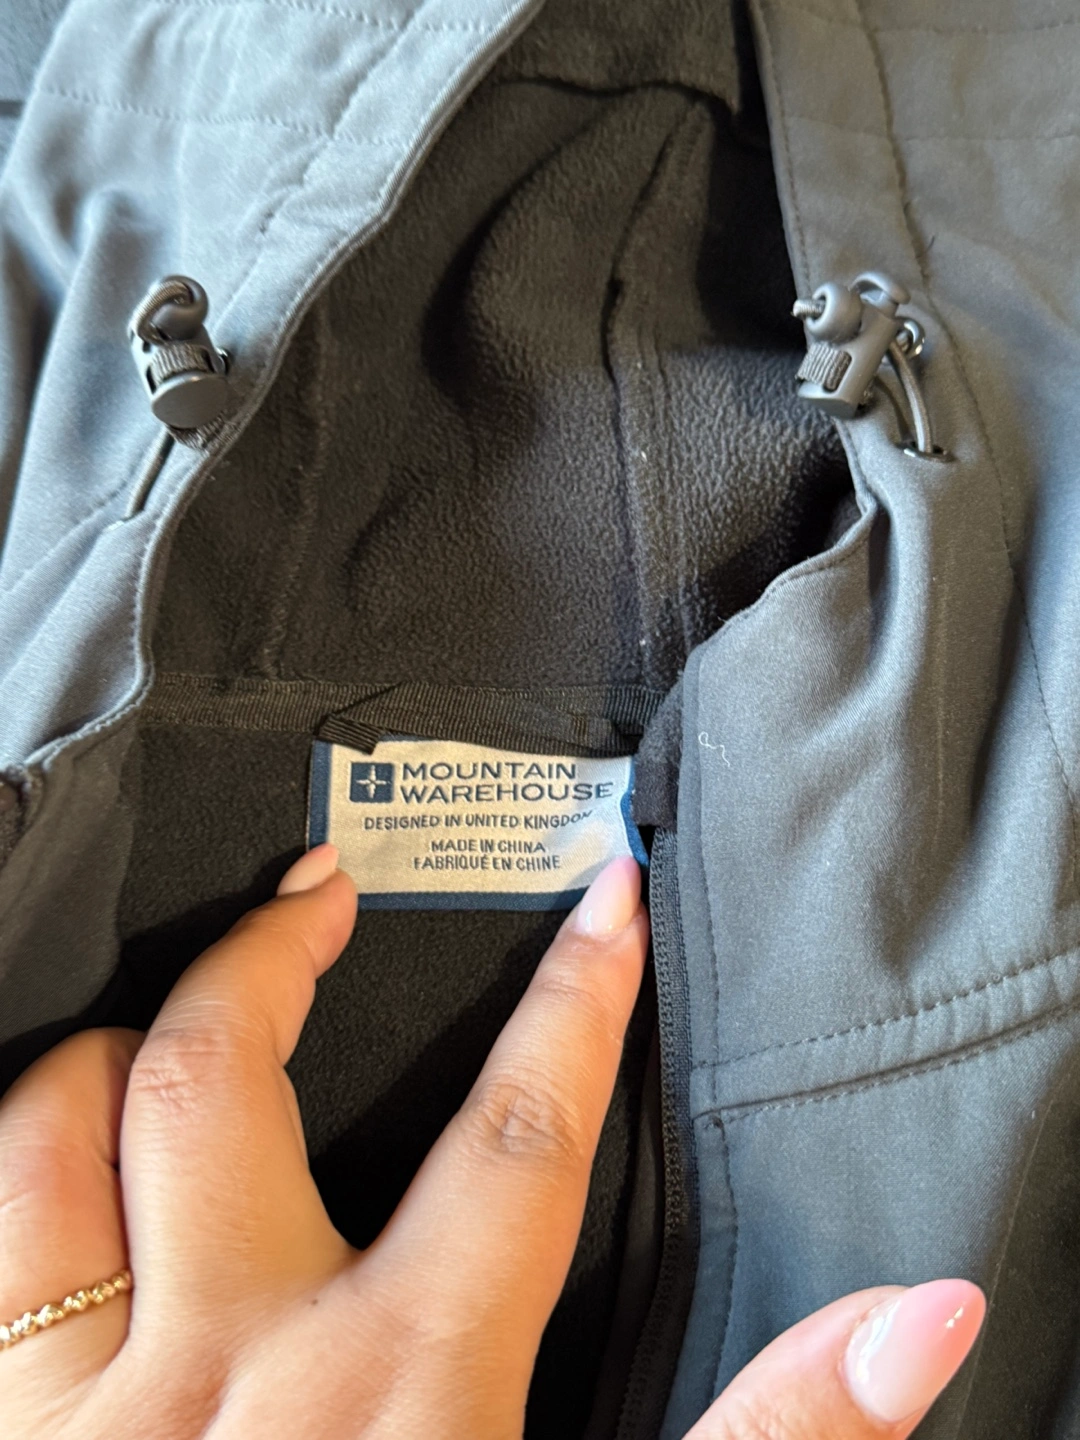 MOUNTAIN
WAREHOUSE
DESIGNED IN UNITED KINGDOM
MADE IN CHINA
FABRIQUÉ EN CHINE